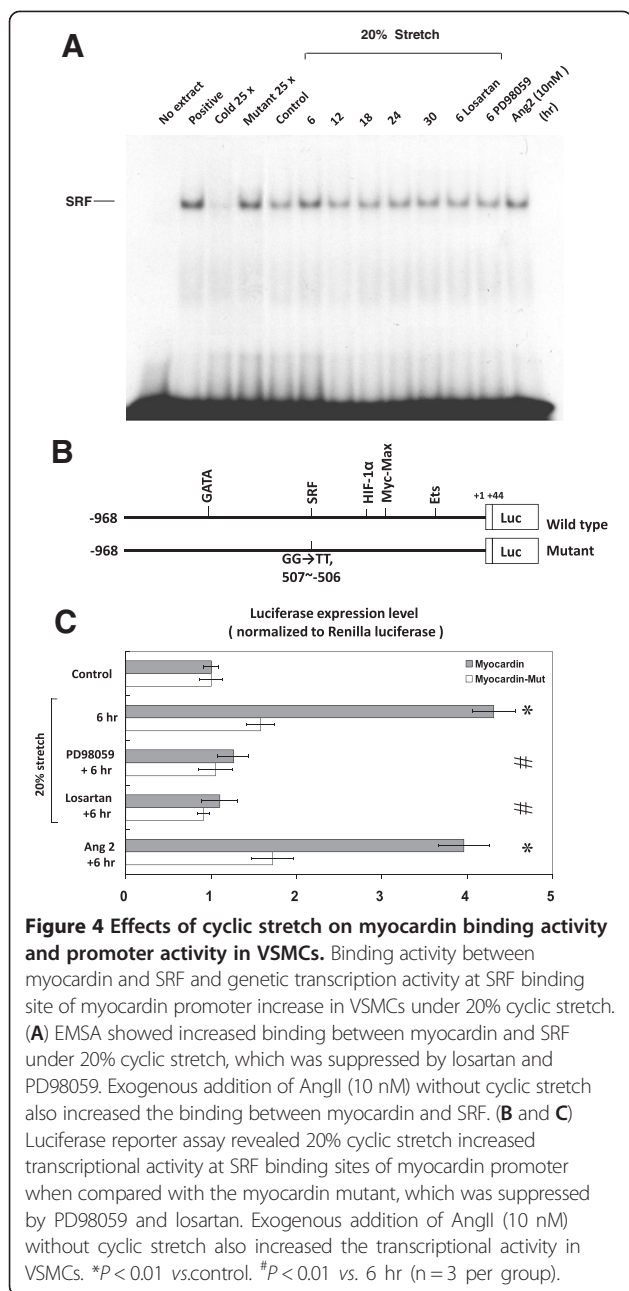 A
20% Stretch
No extract
Positive
Cold 25 x
Mutant 25 x
Control
6
12
18
24
30
6 Losartan
6 PD98059
Ang2 (10nM )
(hr)
SRF
B
GATA
SRF
HIF-1α
Myc-Max
Ets
+1 +44
-968
Luc
Wild type
-968
Luc
Mutant
GG→TT,
507~-506
C
Luciferase expression level
( normalized to Renilla luciferase )
Myocardin
Myocardin-Mut
Control
20% stretch
6 hr
*
PD98059
+ 6 hr
#
Losartan
+6 hr
#
Ang 2
+6 hr
*
0 1 2 3 4 5
Figure 4 Effects of cyclic stretch on myocardin binding activity
and promoter activity in VSMCs. Binding activity between
myocardin and SRF and genetic transcription activity at SRF binding
site of myocardin promoter increase in VSMCs under 20% cyclic stretch.
(A) EMSA showed increased binding between myocardin and SRF
under 20% cyclic stretch, which was suppressed by losartan and
PD98059. Exogenous addition of AngII (10 nM) without cyclic stretch
also increased the binding between myocardin and SRF. (B and C)
Luciferase reporter assay revealed 20% cyclic stretch increased
transcriptional activity at SRF binding sites of myocardin promoter
when compared with the myocardin mutant, which was suppressed
by PD98059 and losartan. Exogenous addition of AngII (10 nM)
without cyclic stretch also increased the transcriptional activity in
VSMCs. *P < 0.01 vs.control. #P < 0.01 vs. 6 hr (n = 3 per group).